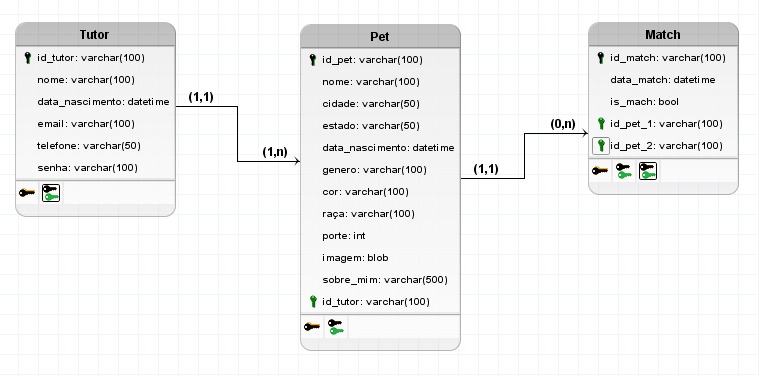 Tutor
id_tutor: varchar(100)
nome: varchar(100)
data_nascimento: datetime
email: varchar(100)
telefone: varchar(50)
senha: varchar(100)
(1,1)
(1,n)
Pet
id_pet: varchar(100)
nome: varchar(100)
cidade: varchar(50)
estado: varchar(50)
data_nascimento: datetime
genero: varchar(100)
cor: varchar(100)
raça: varchar(100)
porte: int
imagem: blob
sobre_mim: varchar(500)
id_tutor: varchar(100)
(1,1)
(0,n)
Match
id_match: varchar(100)
data_match: datetime
is_mach: bool
id_pet_1: varchar(100)
id_pet_2: varchar(100)